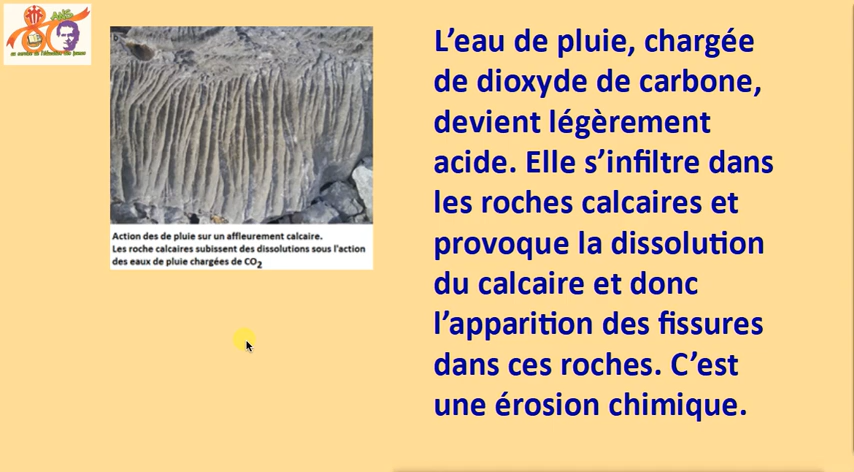 Action des de pluie sur un affleurement calcaire.
Les roche calcaires subissent des dissolutions sous l'action
des eaux de pluie chargées de CO2
L'eau de pluie, chargée
de dioxyde de carbone,
devient légèrement
acide. Elle s'infiltre dans
les roches calcaires et
provoque la dissolution
du calcaire et donc
l'apparition des fissures
dans ces roches. C'est
une érosion chimique.